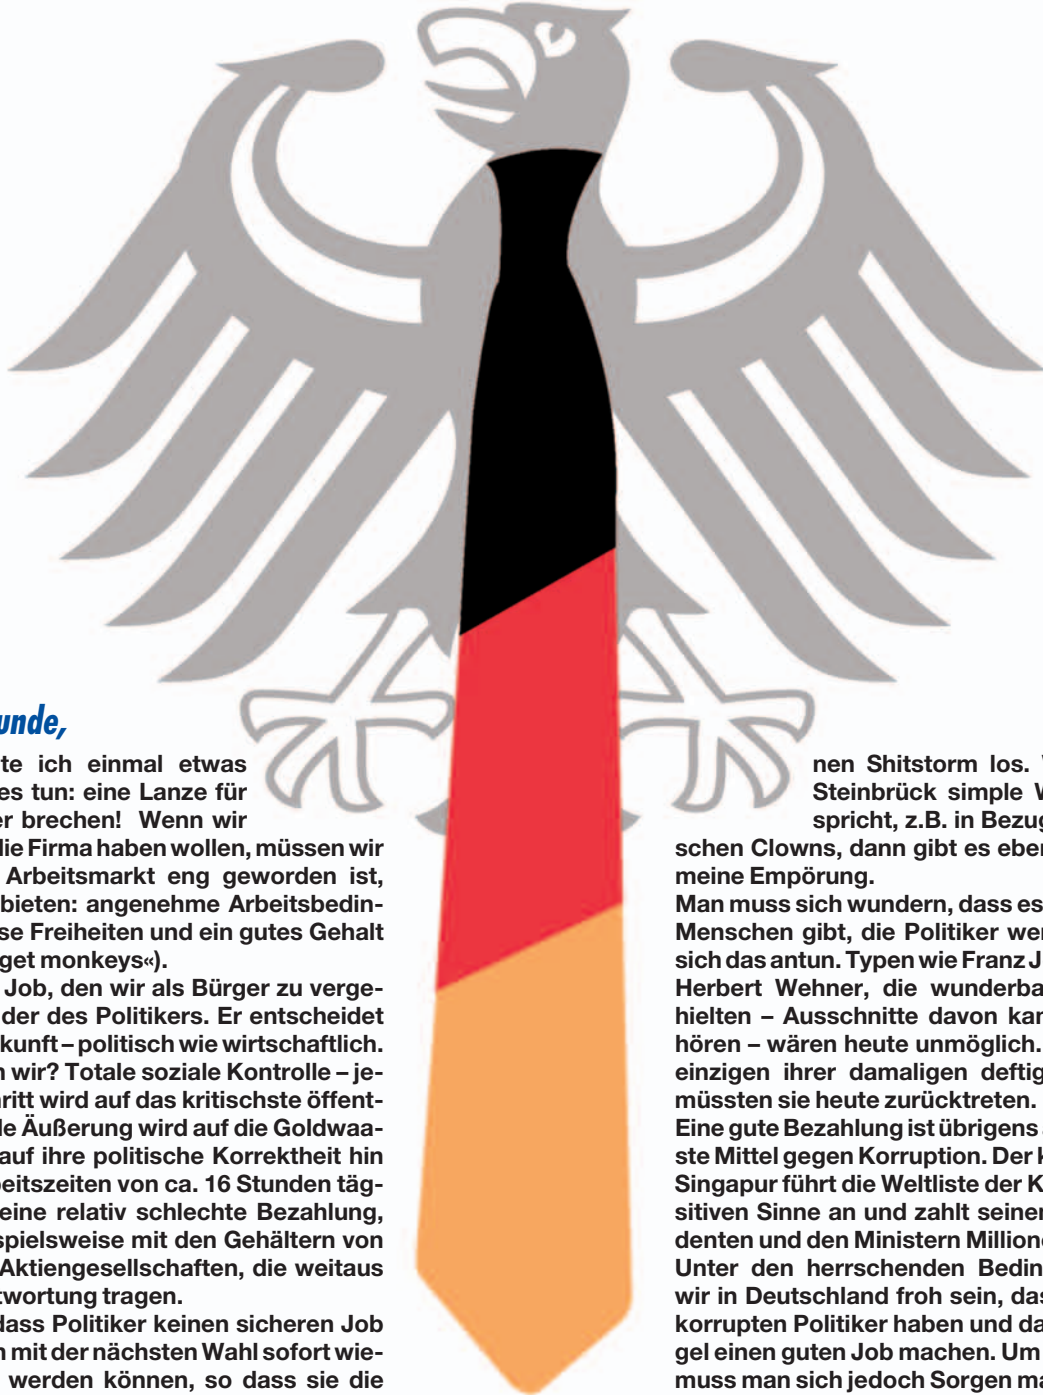 unde,
te ich einmal etwas
es tun: eine Lanze für
er brechen! Wenn wir
die Firma haben wollen, müssen wir
Arbeitsmarkt eng geworden ist,
bieten: angenehme Arbeitsbedin-
se Freiheiten und ein gutes Gehalt
get monkeys«).
Job, den wir als Bürger zu verge-
der des Politikers. Er entscheidet
kunft – politisch wie wirtschaftlich.
n wir? Totale soziale Kontrolle – je-
ritt wird auf das kritischste öffent-
de Äußerung wird auf die Goldwaa-
auf ihre politische Korrektheit hin
beitszeiten von ca. 16 Stunden täg-
eine relativ schlechte Bezahlung,
spielsweise mit den Gehältern von
Aktiengesellschaften, die weitaus
twortung tragen.
dass Politiker keinen sicheren Job
n mit der nächsten Wahl sofort wie-
werden können, so dass sie die
nen Shitstorm los.
Steinbrück simple W
spricht, z.B. in Bezug
schen Clowns, dann gibt es eben
meine Empörung.
Man muss sich wundern, dass es
Menschen gibt, die Politiker wer
sich das antun. Typen wie Franz J
Herbert Wehner, die wunderba
hielten – Ausschnitte davon kan
hören – wären heute unmöglich.
einzigen ihrer damaligen deftig
müssten sie heute zurücktreten.
Eine gute Bezahlung ist übrigens
ste Mittel gegen Korruption. Der k
Singapur führt die Weltliste der K
sitiven Sinne an und zahlt seinen
denten und den Ministern Millione
Unter den herrschenden Bedin
wir in Deutschland froh sein, das
korrupten Politiker haben und da
gel einen guten Job machen. Um
muss man sich jedoch Sorgen ma